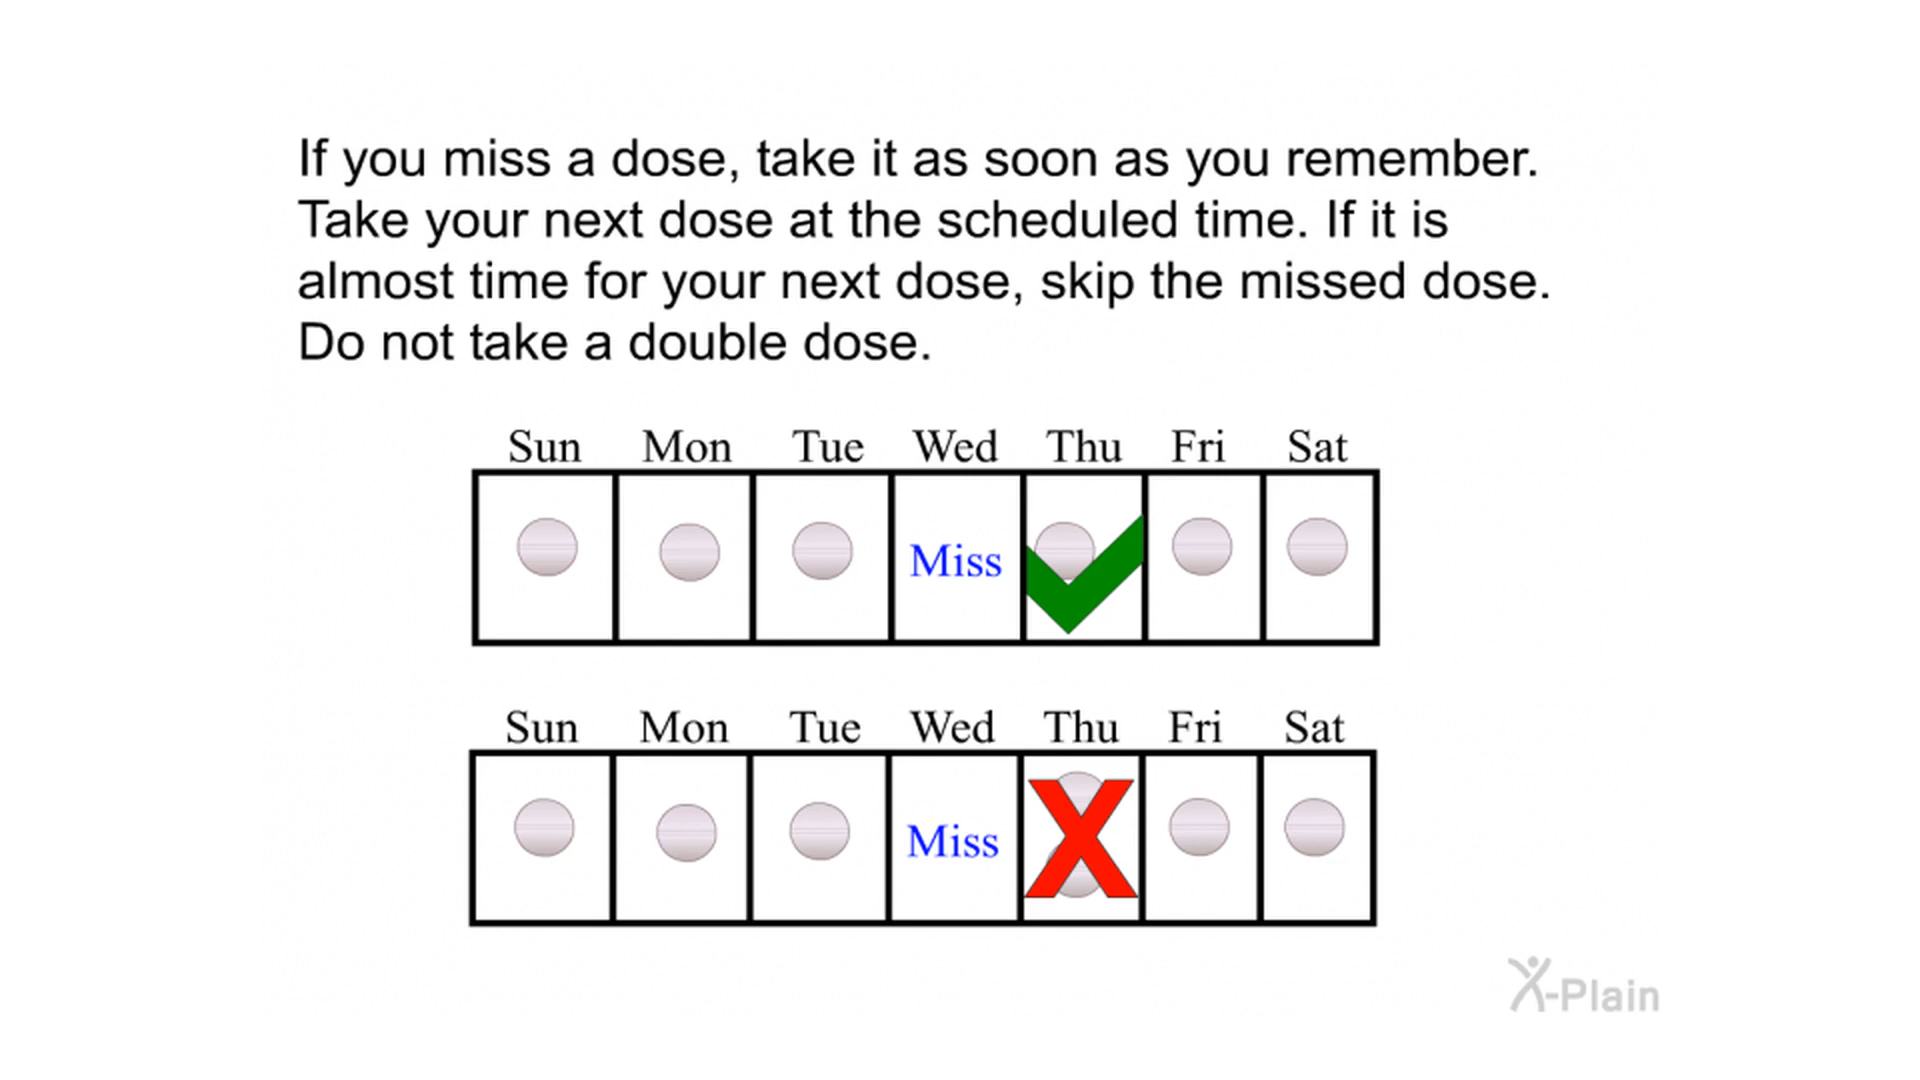 If you miss a dose, take it as soon as you remember.
Take your next dose at the scheduled time. If it is
almost time for your next dose, skip the missed dose.
Do not take a double dose.
Sun Mon Tue Wed Thu Fri Sat
Miss
Sun Mon Tue Wed Thu Fri Sat
Miss
X-Plain